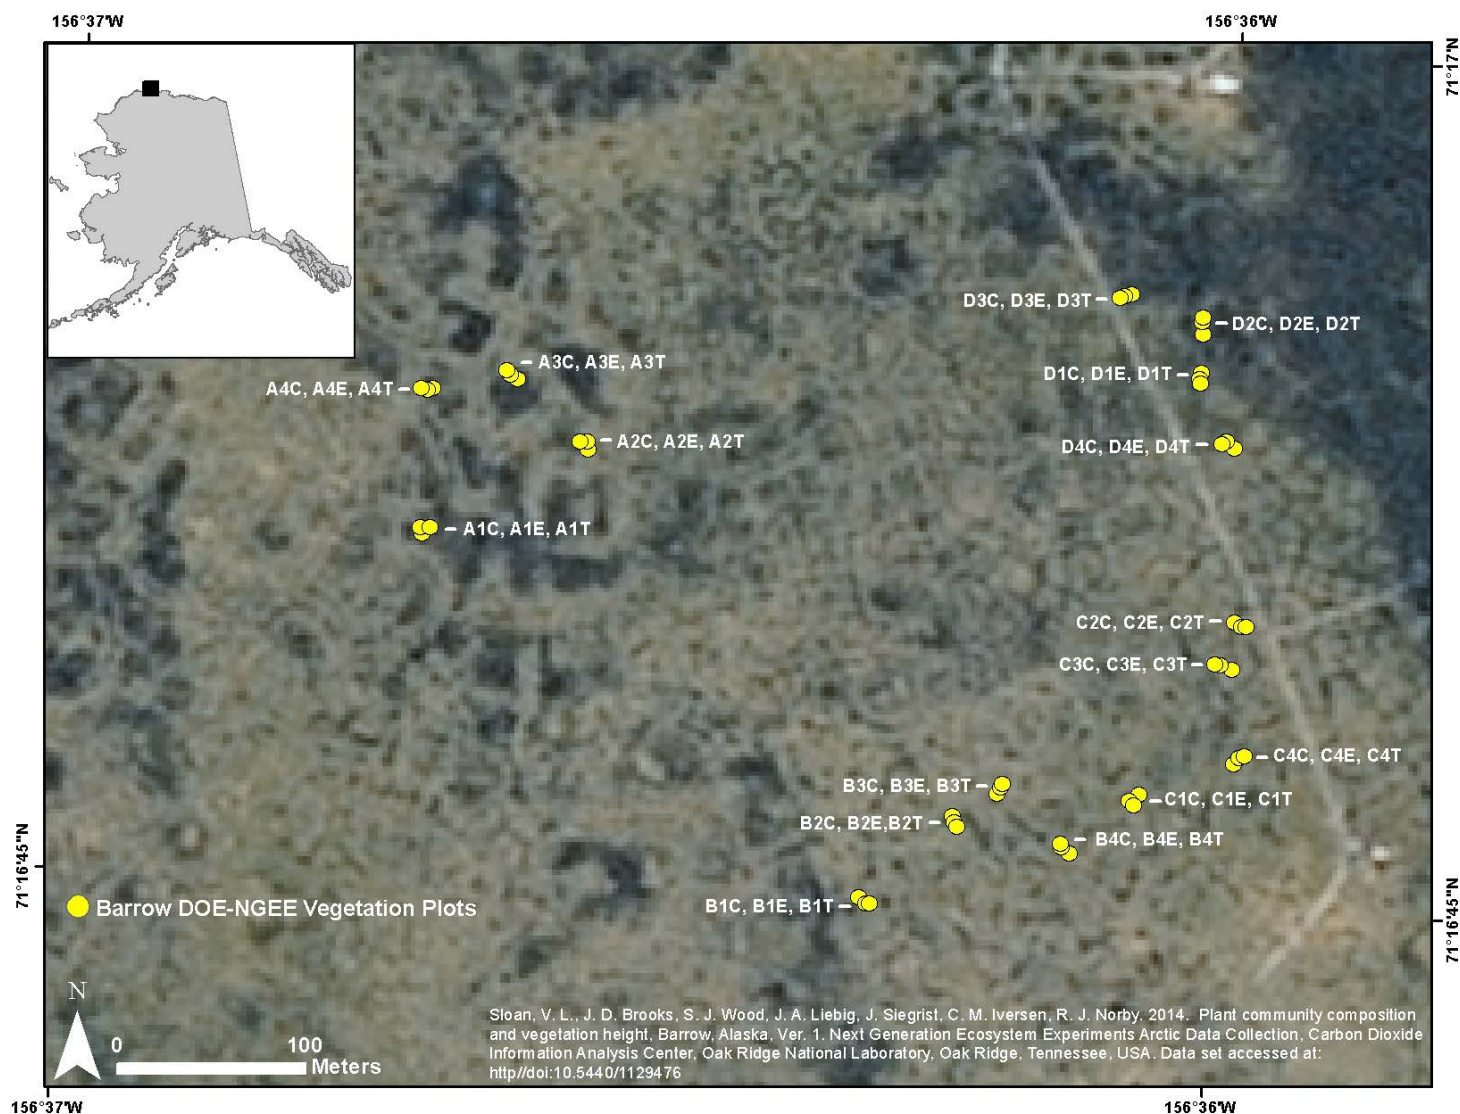 156°37'W
156°36'W
71°17'N
D3C, D3E, D3T
D2C, D2E, D2T
A3C, A3E, A3T
D1C, D1E, D1T
A4C, A4E, A4T
A2C, A2E, A2T
D4C, D4E, D4T
A1C, A1E, A1T
C2C, C2E, C2T
C3C, C3E, C3T
C4C, C4E, C4T
B3C, B3E, B3T
C1C, C1E, C1T
B2C, B2E,B2T
B4C, B4E, B4T
71°16'45"N
Barrow DOE-NGEE Vegetation Plots
B1C, B1E, B1T
71°16'45"N
N
0 100
Meters
Sloan, V. L., J. D. Brooks, S. J. Wood, J. A. Liebig, J. Siegrist, C. M. Iversen, R. J. Norby. 2014. Plant community composition
and vegetation height, Barrow, Alaska, Ver. 1. Next Generation Ecosystem Experiments Arctic Data Collection, Carbon Dioxide
Information Analysis Center, Oak Ridge National Laboratory, Oak Ridge, Tennessee, USA. Data set accessed at:
http//doi:10.5440/1129476
156°37'W
156°36'W